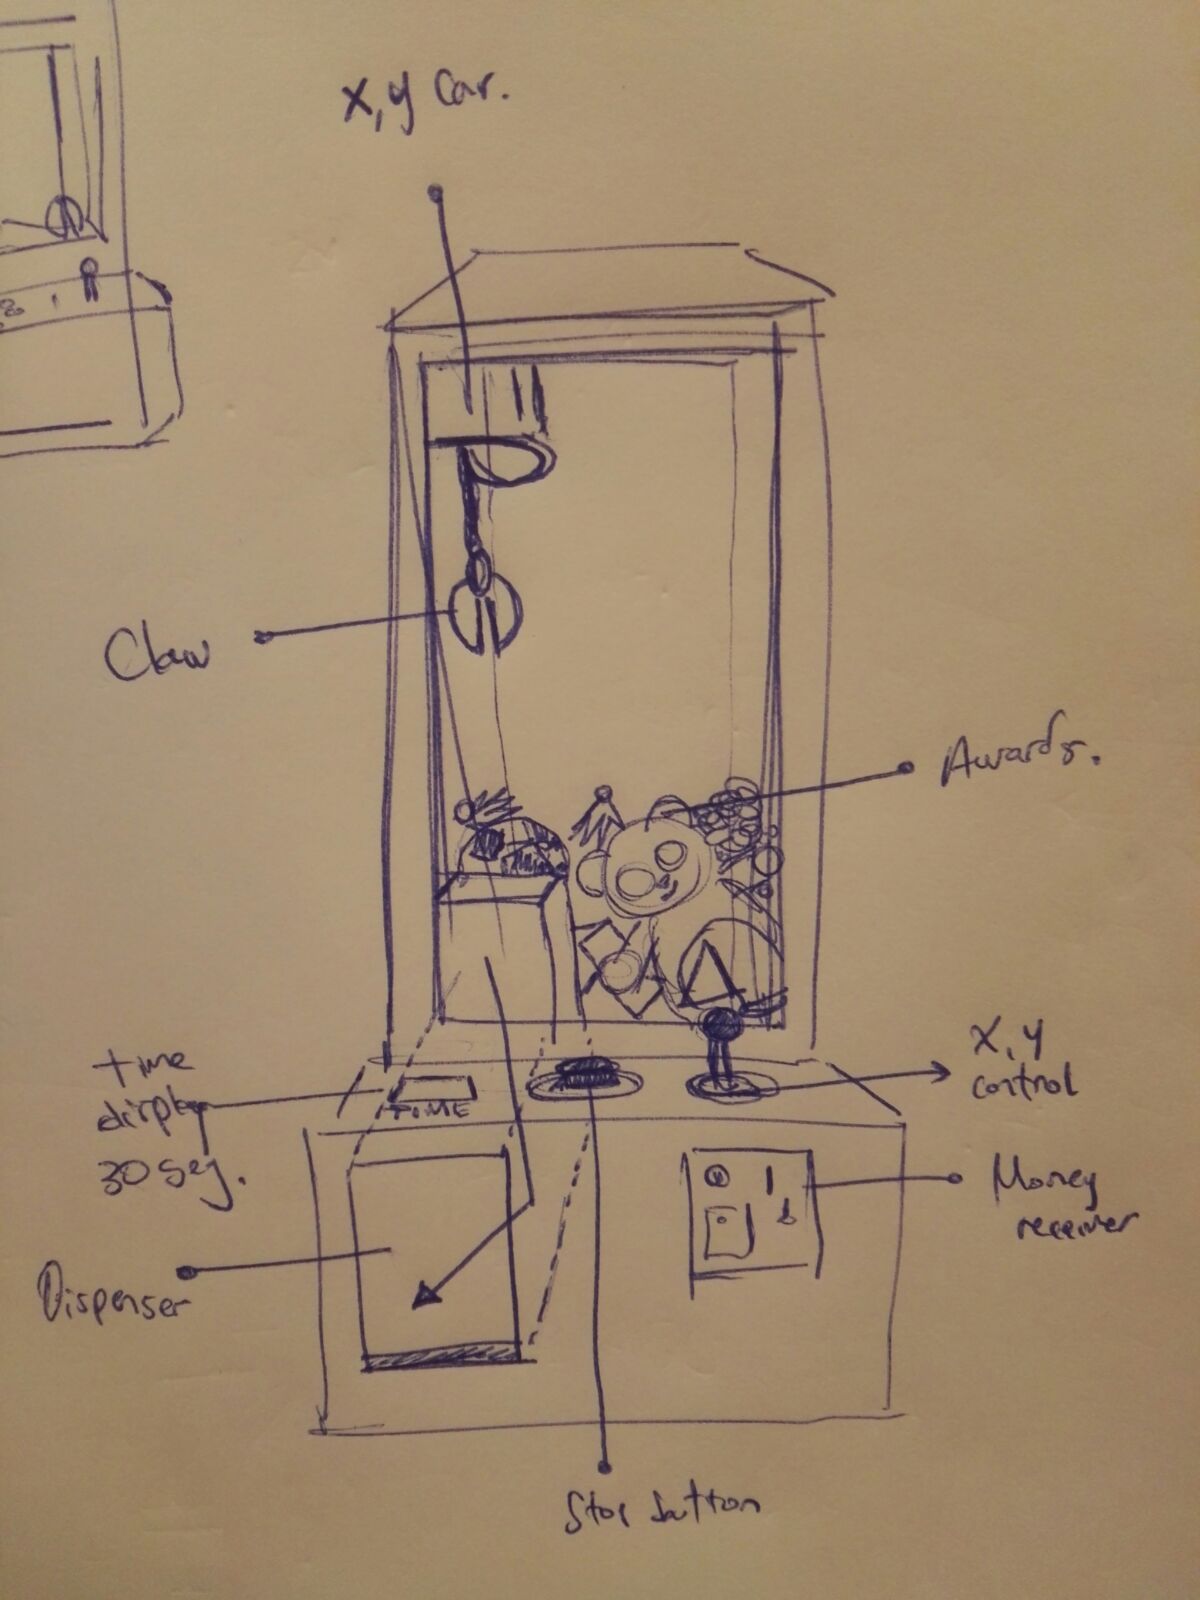 x,y car.
Claw
Awards.
time
display
30 seg.
TIME
x,y
control
Money
receiver
Dispenser
Stop button